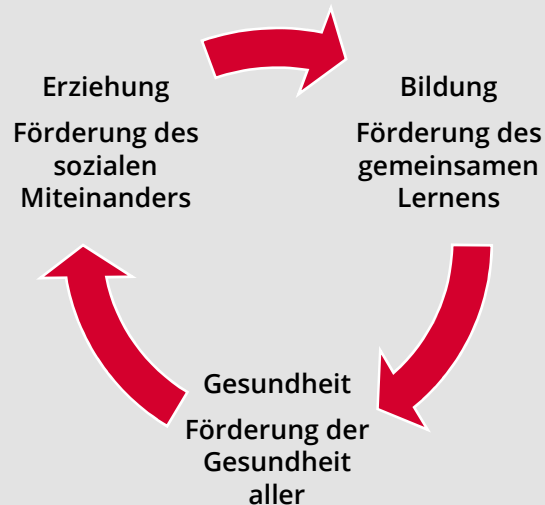 Erziehung
Förderung des
sozialen
Miteinanders
Bildung
Förderung des
gemeinsamen
Lernens
Gesundheit
Förderung der
Gesundheit
aller